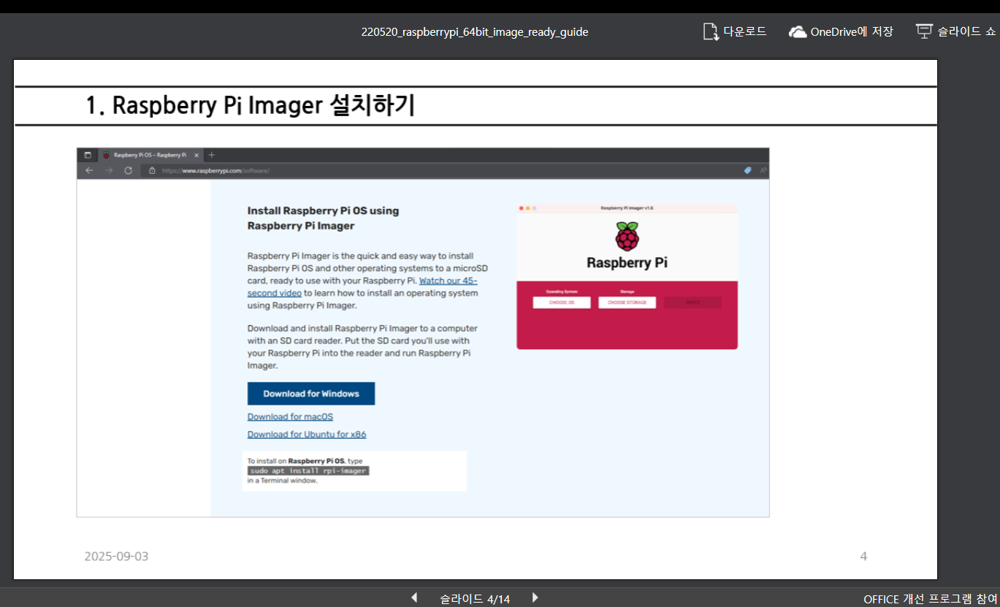 220520_raspberrypi_64bit_image_ready_guide
다운로드
OneDrive에 저장
슬라이드 쇼
1. Raspberry Pi Imager 설치하기
Raspberry Pi OS – Raspberry Pi
https://www.raspberrypi.com/software/
Install Raspberry Pi OS using
Raspberry Pi Imager
Raspberry Pi Imager is the quick and easy way to install
Raspberry Pi OS and other operating systems to a microSD
card, ready to use with your Raspberry Pi. Watch our 45-
second video to learn how to install an operating system
using Raspberry Pi Imager.
Download and install Raspberry Pi Imager to a computer
with an SD card reader. Put the SD card you'll use with
your Raspberry Pi into the reader and run Raspberry Pi
Imager.
Download for Windows
Download for macOS
Download for Ubuntu for x86
To install on Raspberry Pi OS, type
sudo apt install rpi-imager
in a Terminal window.
Raspberry Pi Imager v1.6
Raspberry Pi
Operating System
Storage
CHOOSE OS
CHOOSE STORAGE
WRITE
2025-09-03
4
슬라이드 4/14
OFFICE 개선 프로그램 참여